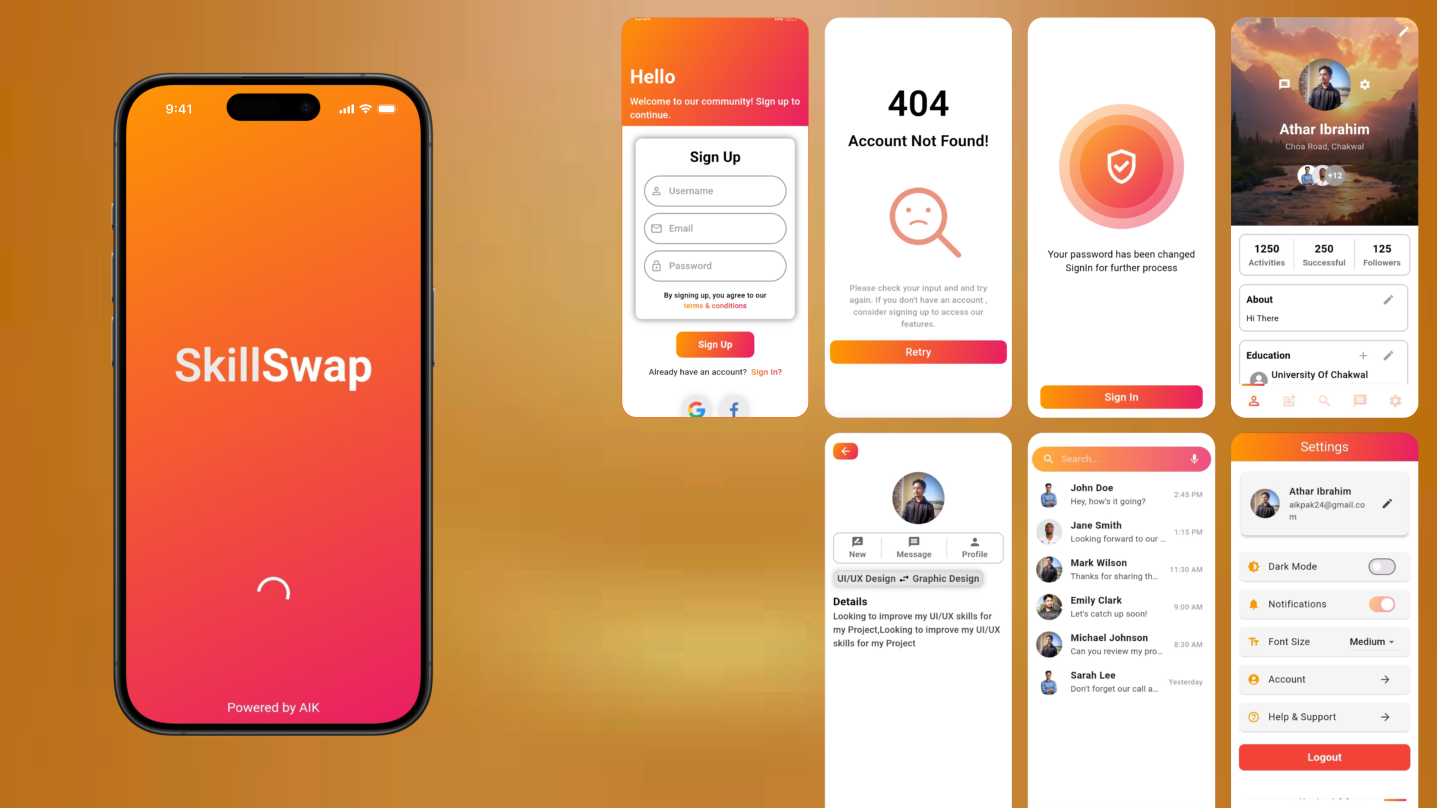 9:41
SkillSwap
Powered by AIK
Hello
Welcome to our community! Sign up to
continue.
Sign Up
Username
Email
Password
By signing up, you agree to our
terms & conditions
Sign Up
Already have an account? Sign In?
404
Account Not Found!
Please check your input and and try
again. If you don't have an account ,
consider signing up to access our
features.
Retry
Your password has been changed
SignIn for further process
Sign In
Athar Ibrahim
Choa Road, Chakwal
+12
1250 250 125
Activities Successful Followers
About
Hi There
Education
University Of Chakwal
New Message Profile
UI/UX Design Graphic Design
Details
Looking to improve my UI/UX skills for
my Project,Looking to improve my UI/UX
skills for my Project
Search...
John Doe
Hey, how's it going? 2:45 PM
Jane Smith
Looking forward to our ... 1:15 PM
Mark Wilson
Thanks for sharing th... 11:30 AM
Emily Clark
Let's catch up soon! 9:00 AM
Michael Johnson
Can you review my pro... 8:30 AM
Sarah Lee
Don't forget our call a... Yesterday
Settings
Athar Ibrahim
aikpak24@gmail.co
m
Dark Mode
Notifications
Tт Font Size Medium
Account
Help & Support
Logout